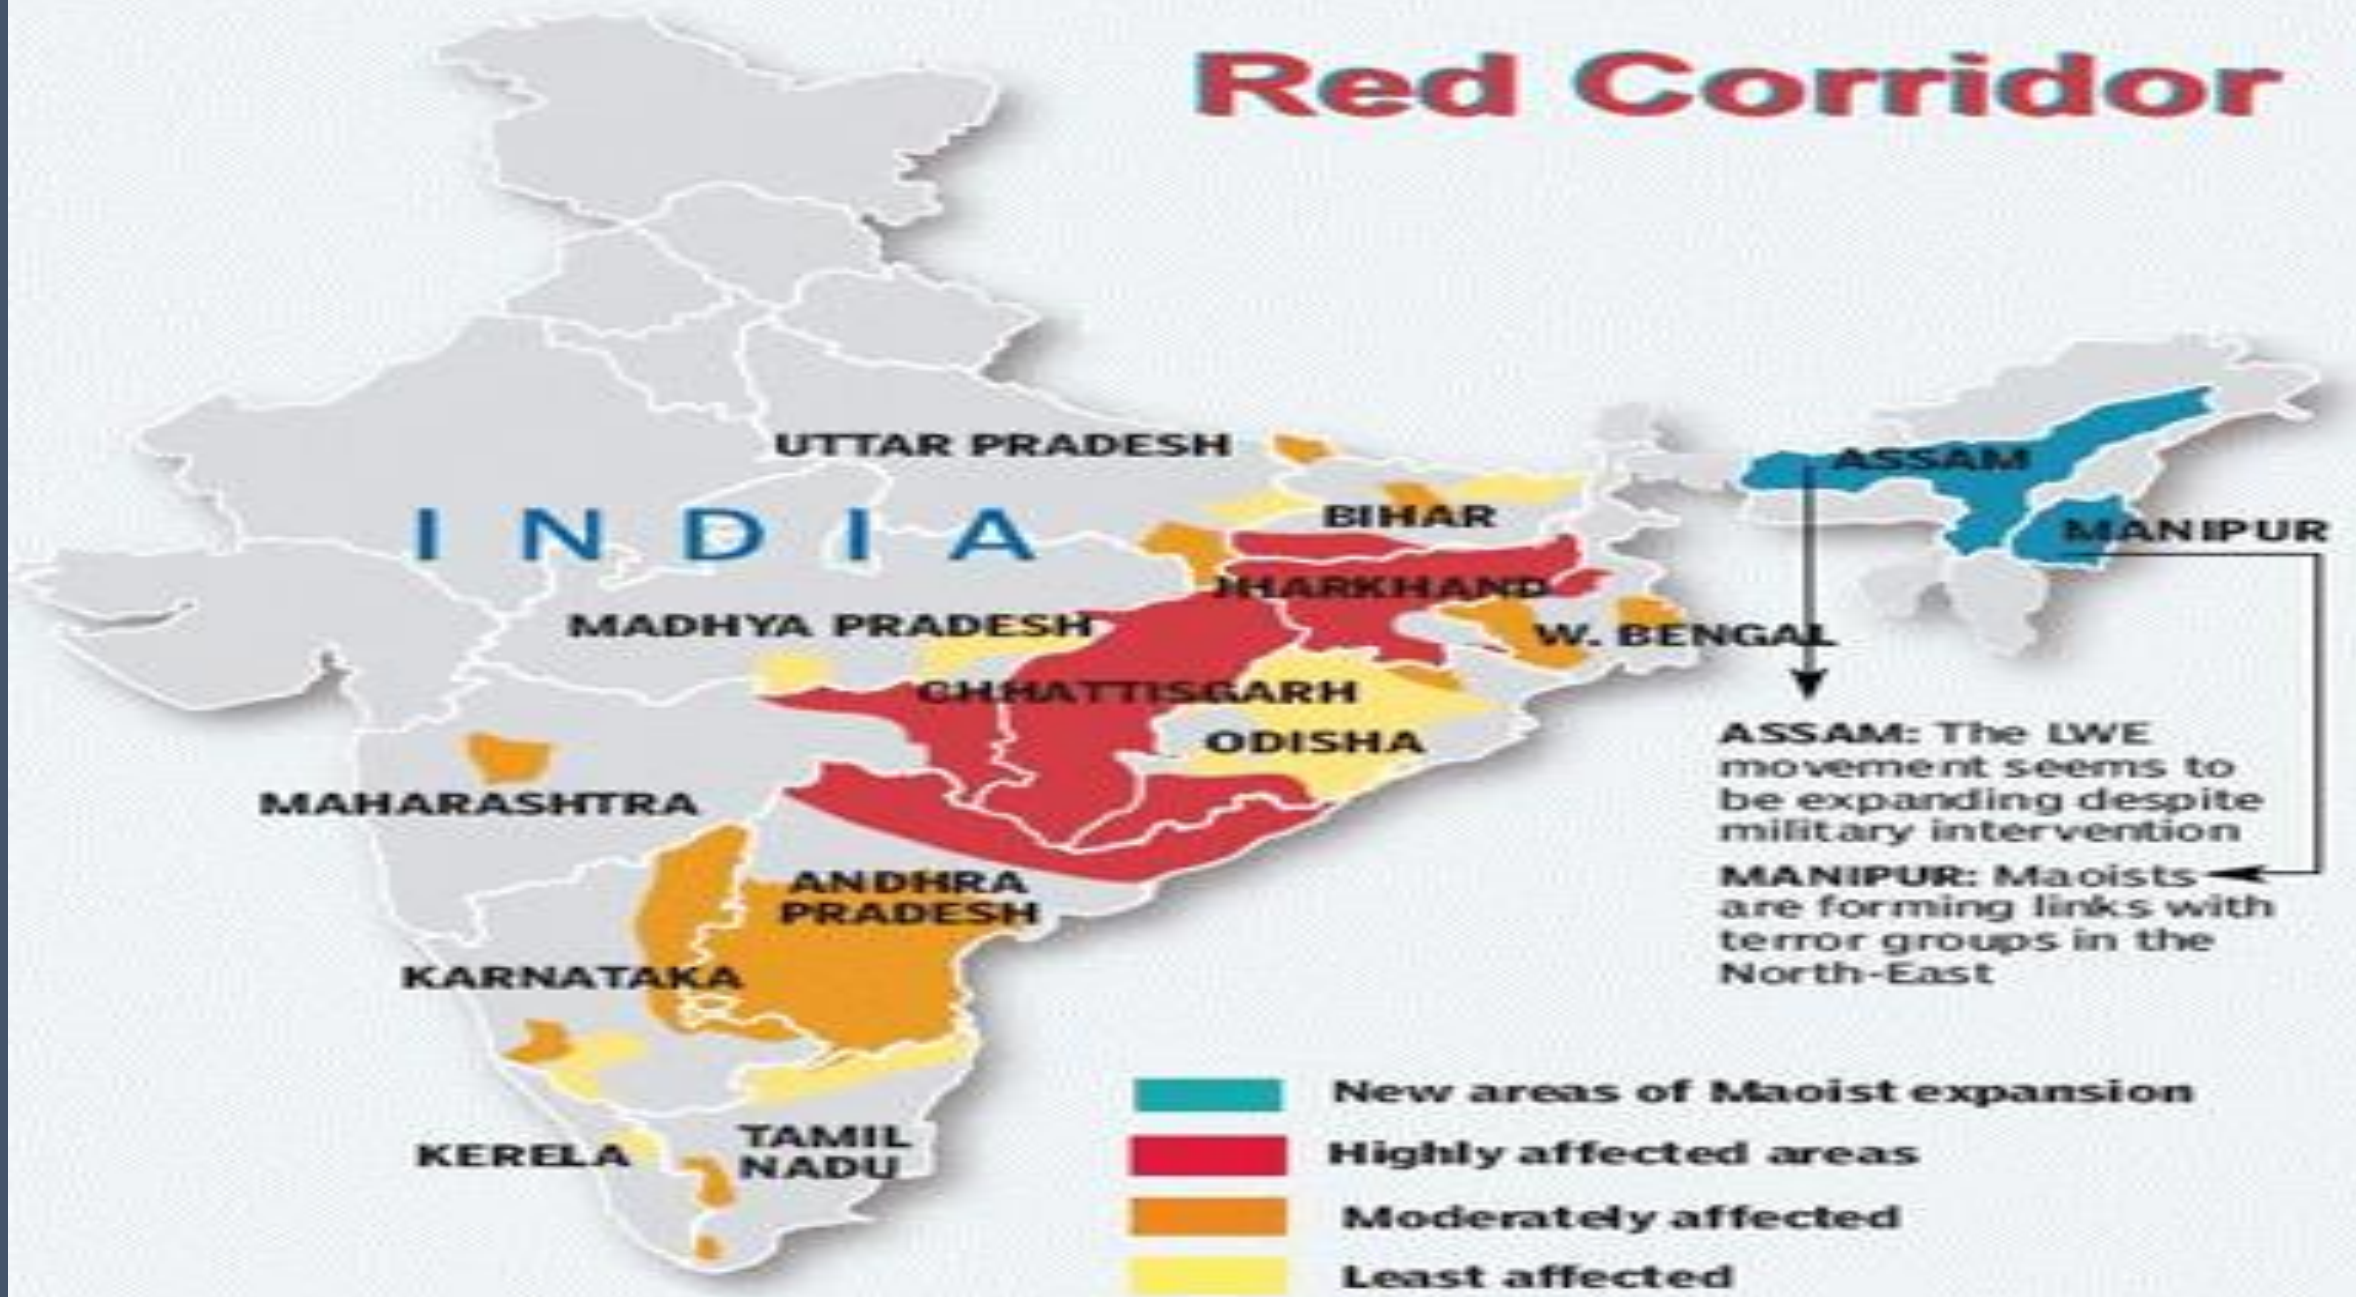 Red Corridor
UTTAR PRADESH
ASSAM
INDIA
BIHAR
MANIPUR
JHARKHAND
MADHYA PRADESH
W. BENGAL
CHHATTISGARH
ODISHA
MAHARASHTRA
ASSAM: The LWE
movement seems to
be expanding despite
military intervention
MANIPUR: Maoists
are forming links with
terror groups in the
North-East
ANDHRA
PRADESH
KARNATAKA
KERELA
TAMIL
NADU
New areas of Maoist expansion
Highly affected areas
Moderately affected
Least affected